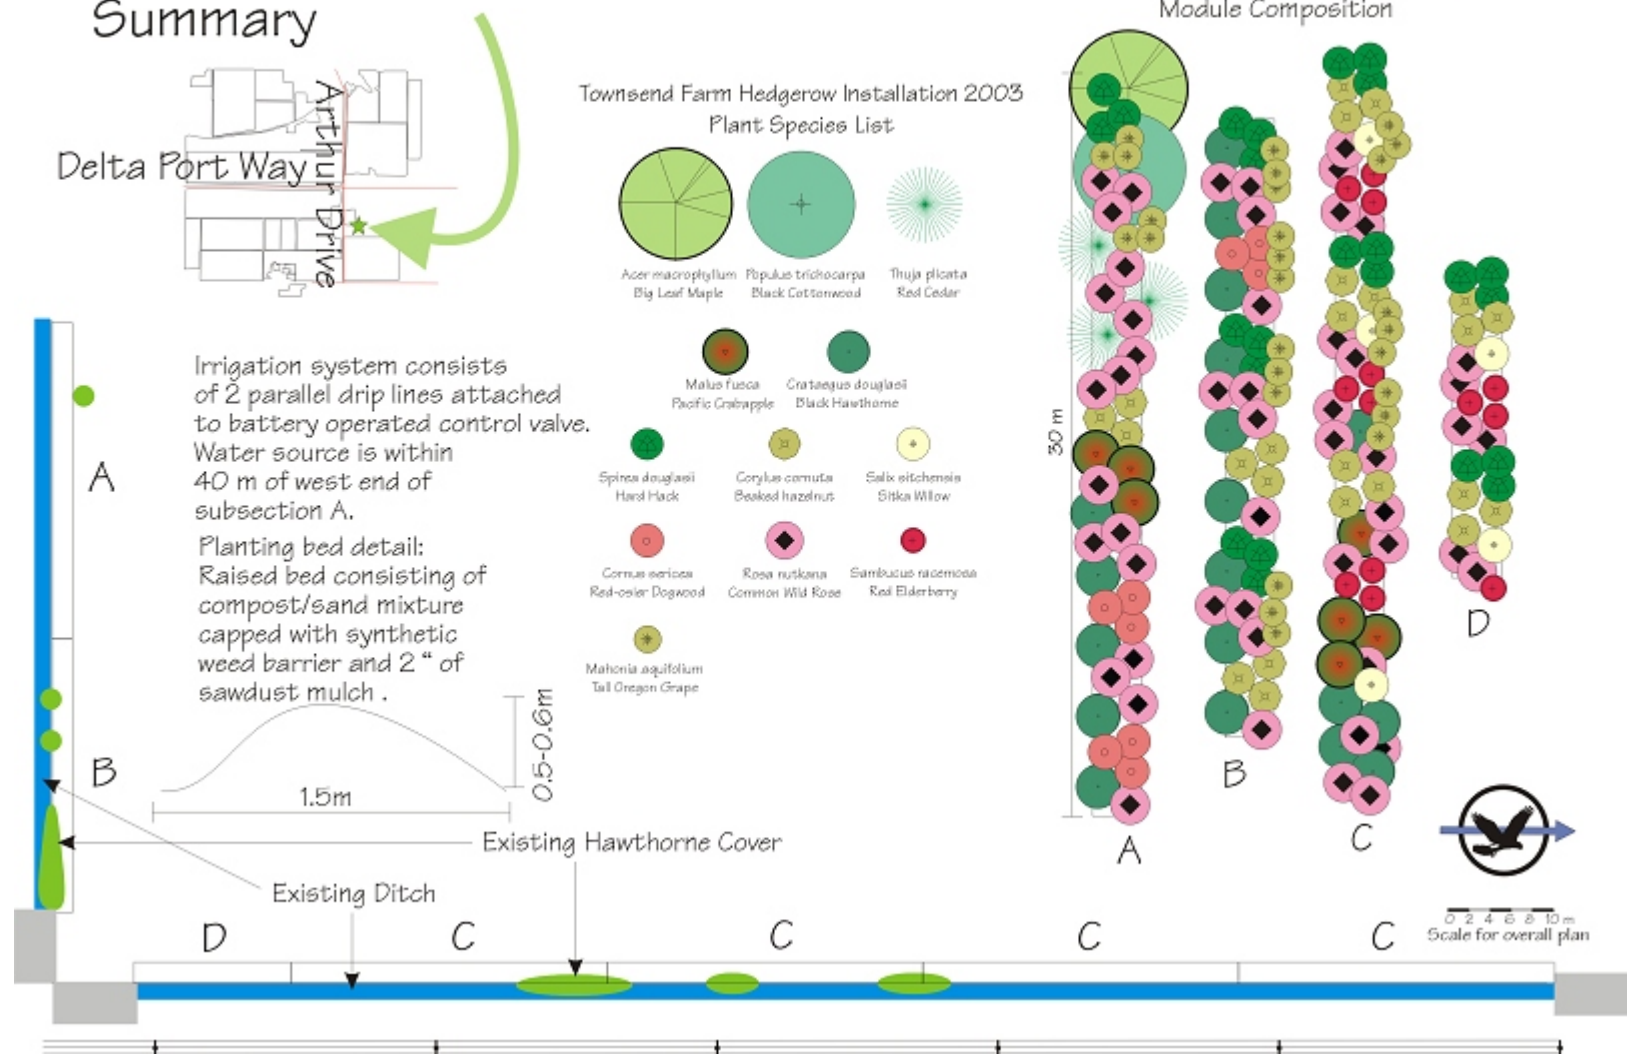 Summary
Module Composition
Arthur Drive
Delta Port Way
Townsend Farm Hedgerow Installation 2003
Plant Species List
Acer macrophyllum
Big Leaf Maple
Populus trichocarpa
Black Cottonwood
Thuja plicata
Red Cedar
Malus fusca
Pacific Crabapple
Crataegus douglasii
Black Hawthorne
Spirea douglasii
Hard Hack
Corylus cornuta
Beaked hazelnut
Salix sitchensis
Sitka Willow
Cornus sericea
Red-osier Dogwood
Rosa nutkana
Common Wild Rose
Sambucus racemosa
Red Elderberry
Mahonia aquifolium
Tall Oregon Grape
Irrigation system consists
of 2 parallel drip lines attached
to battery operated control valve.
Water source is within
40 m of west end of
subsection A.
Planting bed detail:
Raised bed consisting of
compost/sand mixture
capped with synthetic
weed barrier and 2 " of
sawdust mulch .
0.5-0.6m
1.5m
A
B
30 m
A
B
C
D
Existing Hawthorne Cover
Existing Ditch
0 2 4 6 8 10 m
Scale for overall plan
D
C
C
C
C